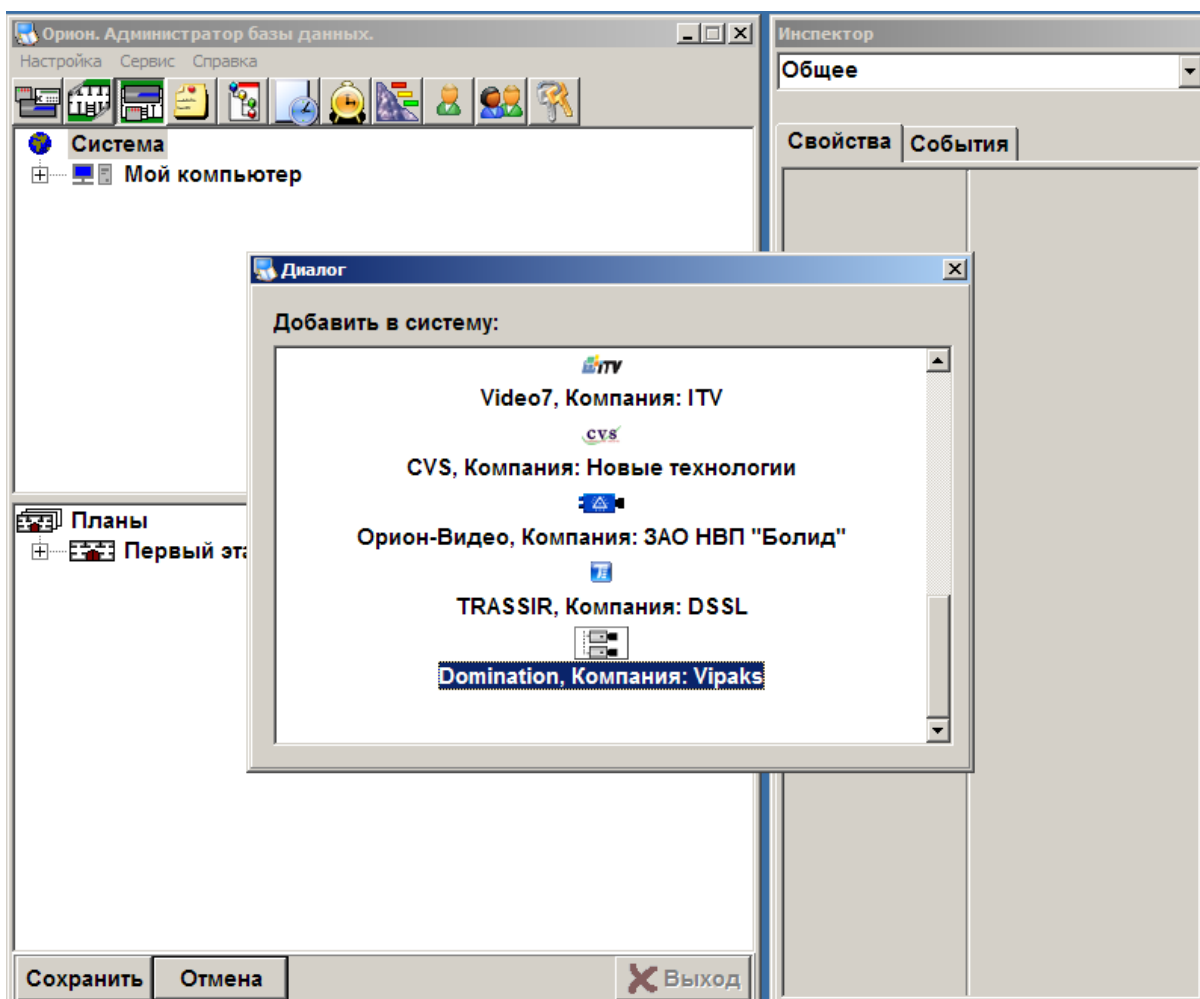 Орион. Администратор базы данных.
Настройка Сервис Справка
Система
Мой компьютер
Диалог
Добавить в систему:
iTV
Video7, Компания: ITV
CVS
CVS, Компания: Новые технологии
Орион-Видео, Компания: ЗАО НВП "Болид"
TRASSIR, Компания: DSSL
Domination, Компания: Vipaks
Планы
Первый эта
Сохранить Отмена Выход
Инспектор
Общее
Свойства События